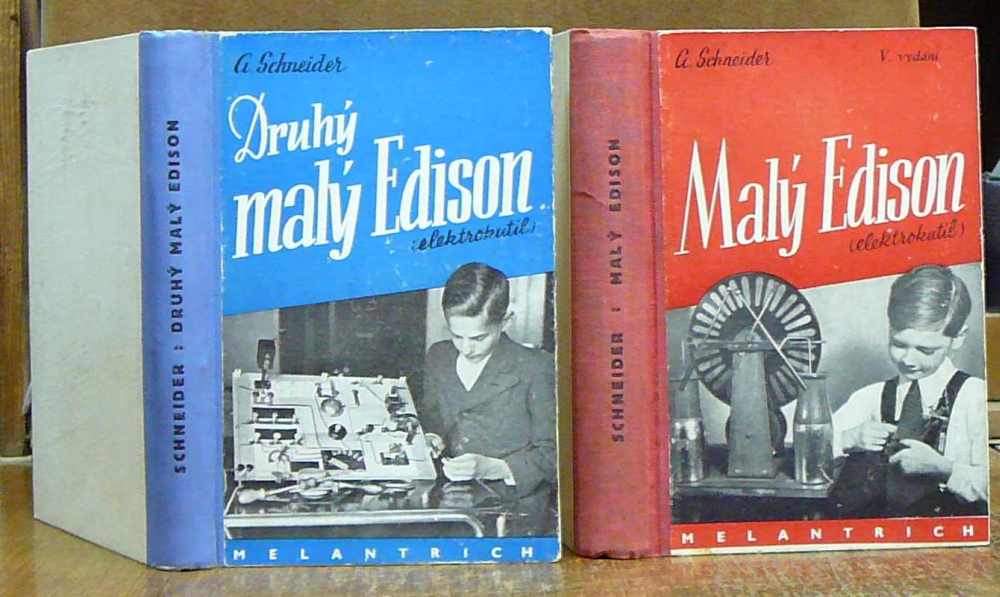 SCHNEIDER : DRUHÝ MALÝ EDISON
A. Schneider
Druhý
malý Edison
(elektrokutil)
MELANTRICH
SCHNEIDER : MALÝ EDISON
A. Schneider
V. vydání
Malý Edison
(elektrokutil)
MELANTRICH